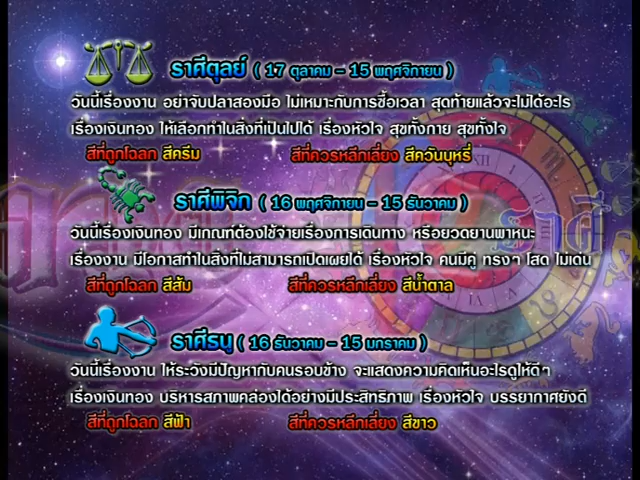 ราศีตุลย์ ( 17 ตุลาคม - 15 พฤศจิกายน )
วันนี้เรื่องงาน อย่าจับปลาสองมือ ไม่เหมาะกับการซื้อเวลา สุดท้ายแล้วจะไม่ได้อะไร
เรื่องเงินทอง ให้เลือกทำในสิ่งที่เป็นไปได้ เรื่องหัวใจ สุขทั้งกาย สุขทั้งใจ
สีที่ถูกโฉลก สีครีม สีที่ควรหลีกเลี่ยง สีควันบุหรี่
ราศีพิจิก ( 16 พฤศจิกายน - 15 ธันวาคม )
วันนี้เรื่องเงินทอง มีเกณฑ์ต้องใช้จ่ายเรื่องการเดินทาง หรือยวดยานพาหนะ
เรื่องงาน มีโอกาสทำในสิ่งที่ไม่สามารถเปิดเผยได้ เรื่องหัวใจ คนมีคู่ ทรงๆ โสด ไม่เด่น
สีที่ถูกโฉลก สีส้ม สีที่ควรหลีกเลี่ยง สีน้ำตาล
ราศีธนู ( 16 ธันวาคม - 15 มกราคม )
วันนี้เรื่องงาน ให้ระวังมีปัญหากับคนรอบข้าง จะแสดงความคิดเห็นอะไรดูให้ดีๆ
เรื่องเงินทอง บริหารสภาพคล่องได้อย่างมีประสิทธิภาพ เรื่องหัวใจ บรรยากาศยังดี
สีที่ถูกโฉลก สีฟ้า สีที่ควรหลีกเลี่ยง สีขาว
ราศี